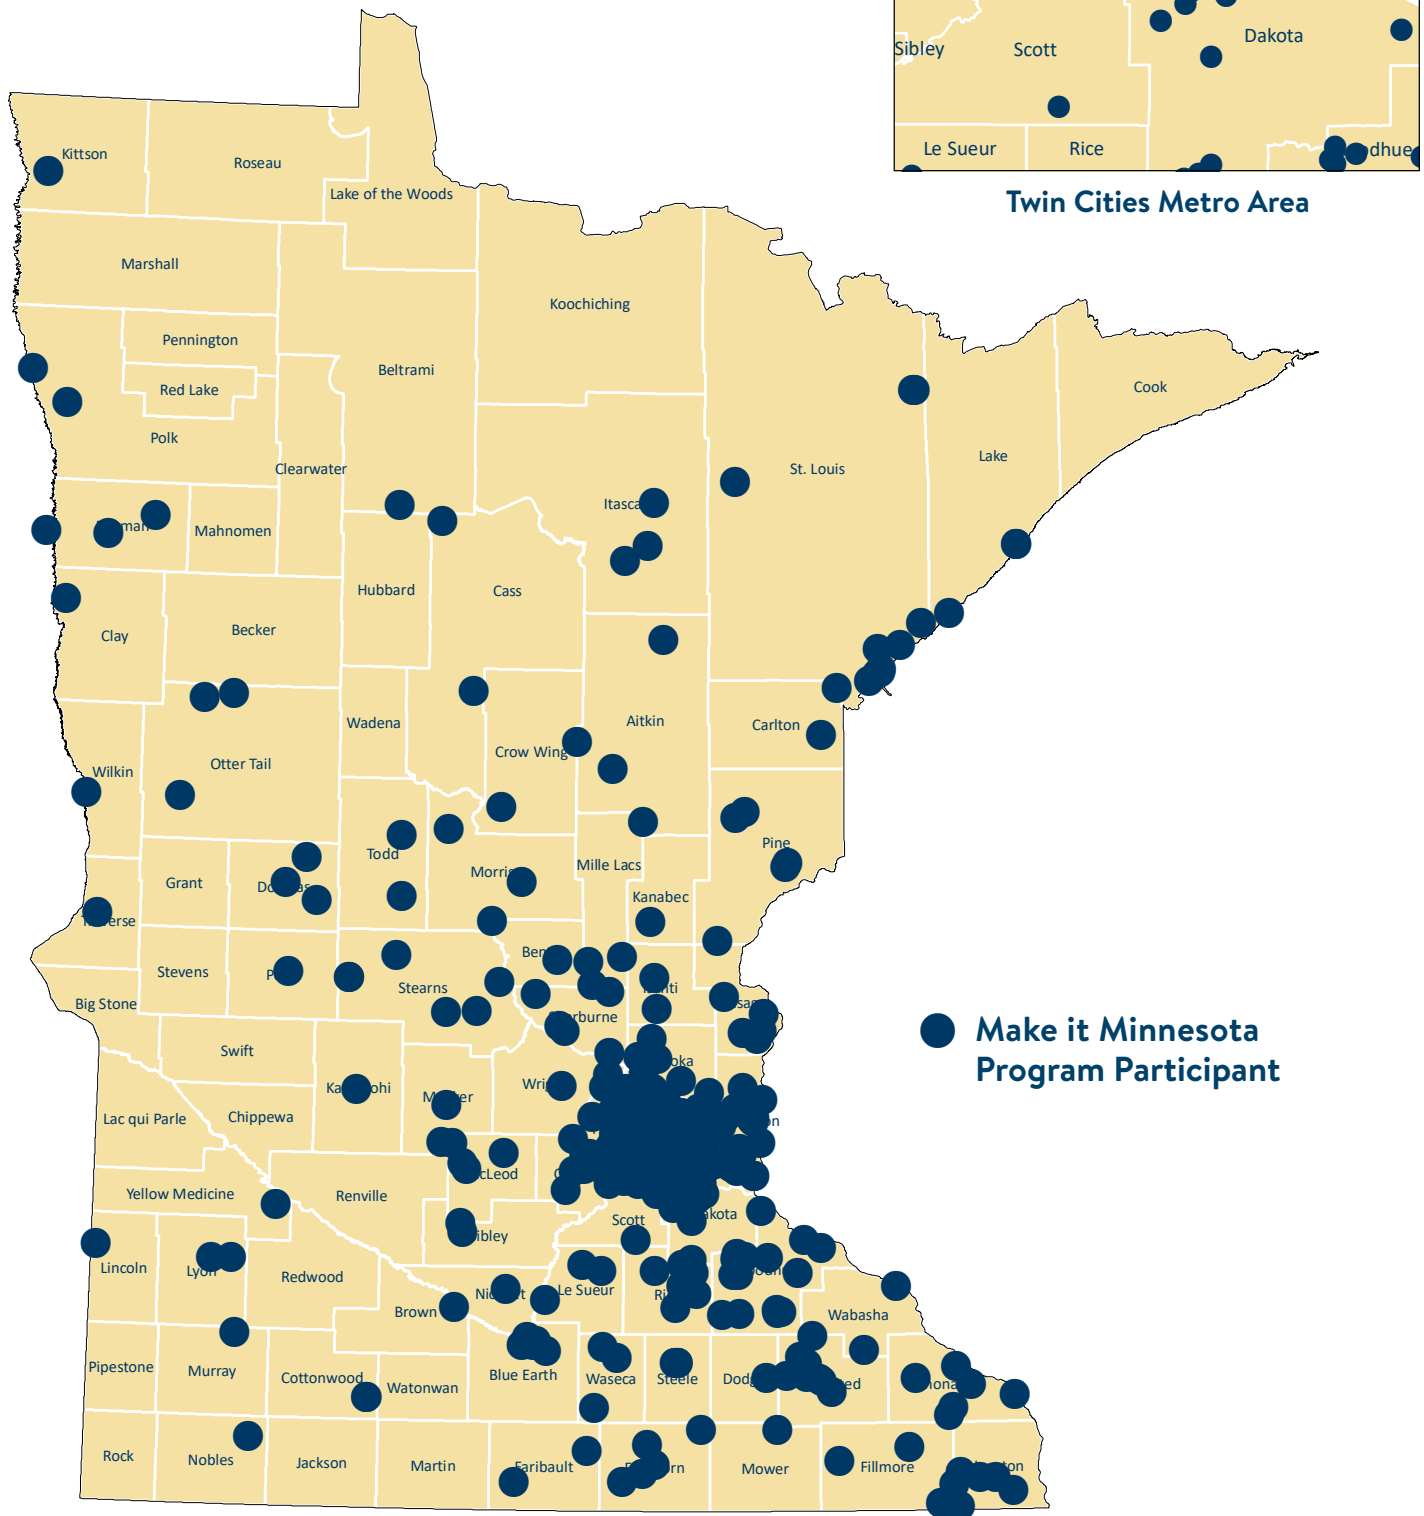 Sibley
Scott
Dakota
Le Sueur
Rice
Twin Cities Metro Area
Kittson
Roseau
Lake of the Woods
Marshall
Koochiching
Pennington
Beltrami
Red Lake
Cook
Polk
Clearwater
St. Louis
Lake
Mahnomen
Hubbard
Cass
Becker
Clay
Wadena
Aitkin
Carlton
Crow Wing
Otter Tail
Wilkin
Todd
Pine
Mille Lacs
Grant
Kanabec
Stevens
Stearns
Big Stone
Make it Minnesota
Program Participant
Swift
Lac qui Parle
Chippewa
Yellow Medicine
Renville
Scott
Lincoln
Redwood
Le Sueur
Brown
Wabasha
Pipestone
Murray
Cottonwood
Watonwan
Blue Earth
Waseca
Steele
Rock
Nobles
Jackson
Martin
Faribault
Mower
Fillmore